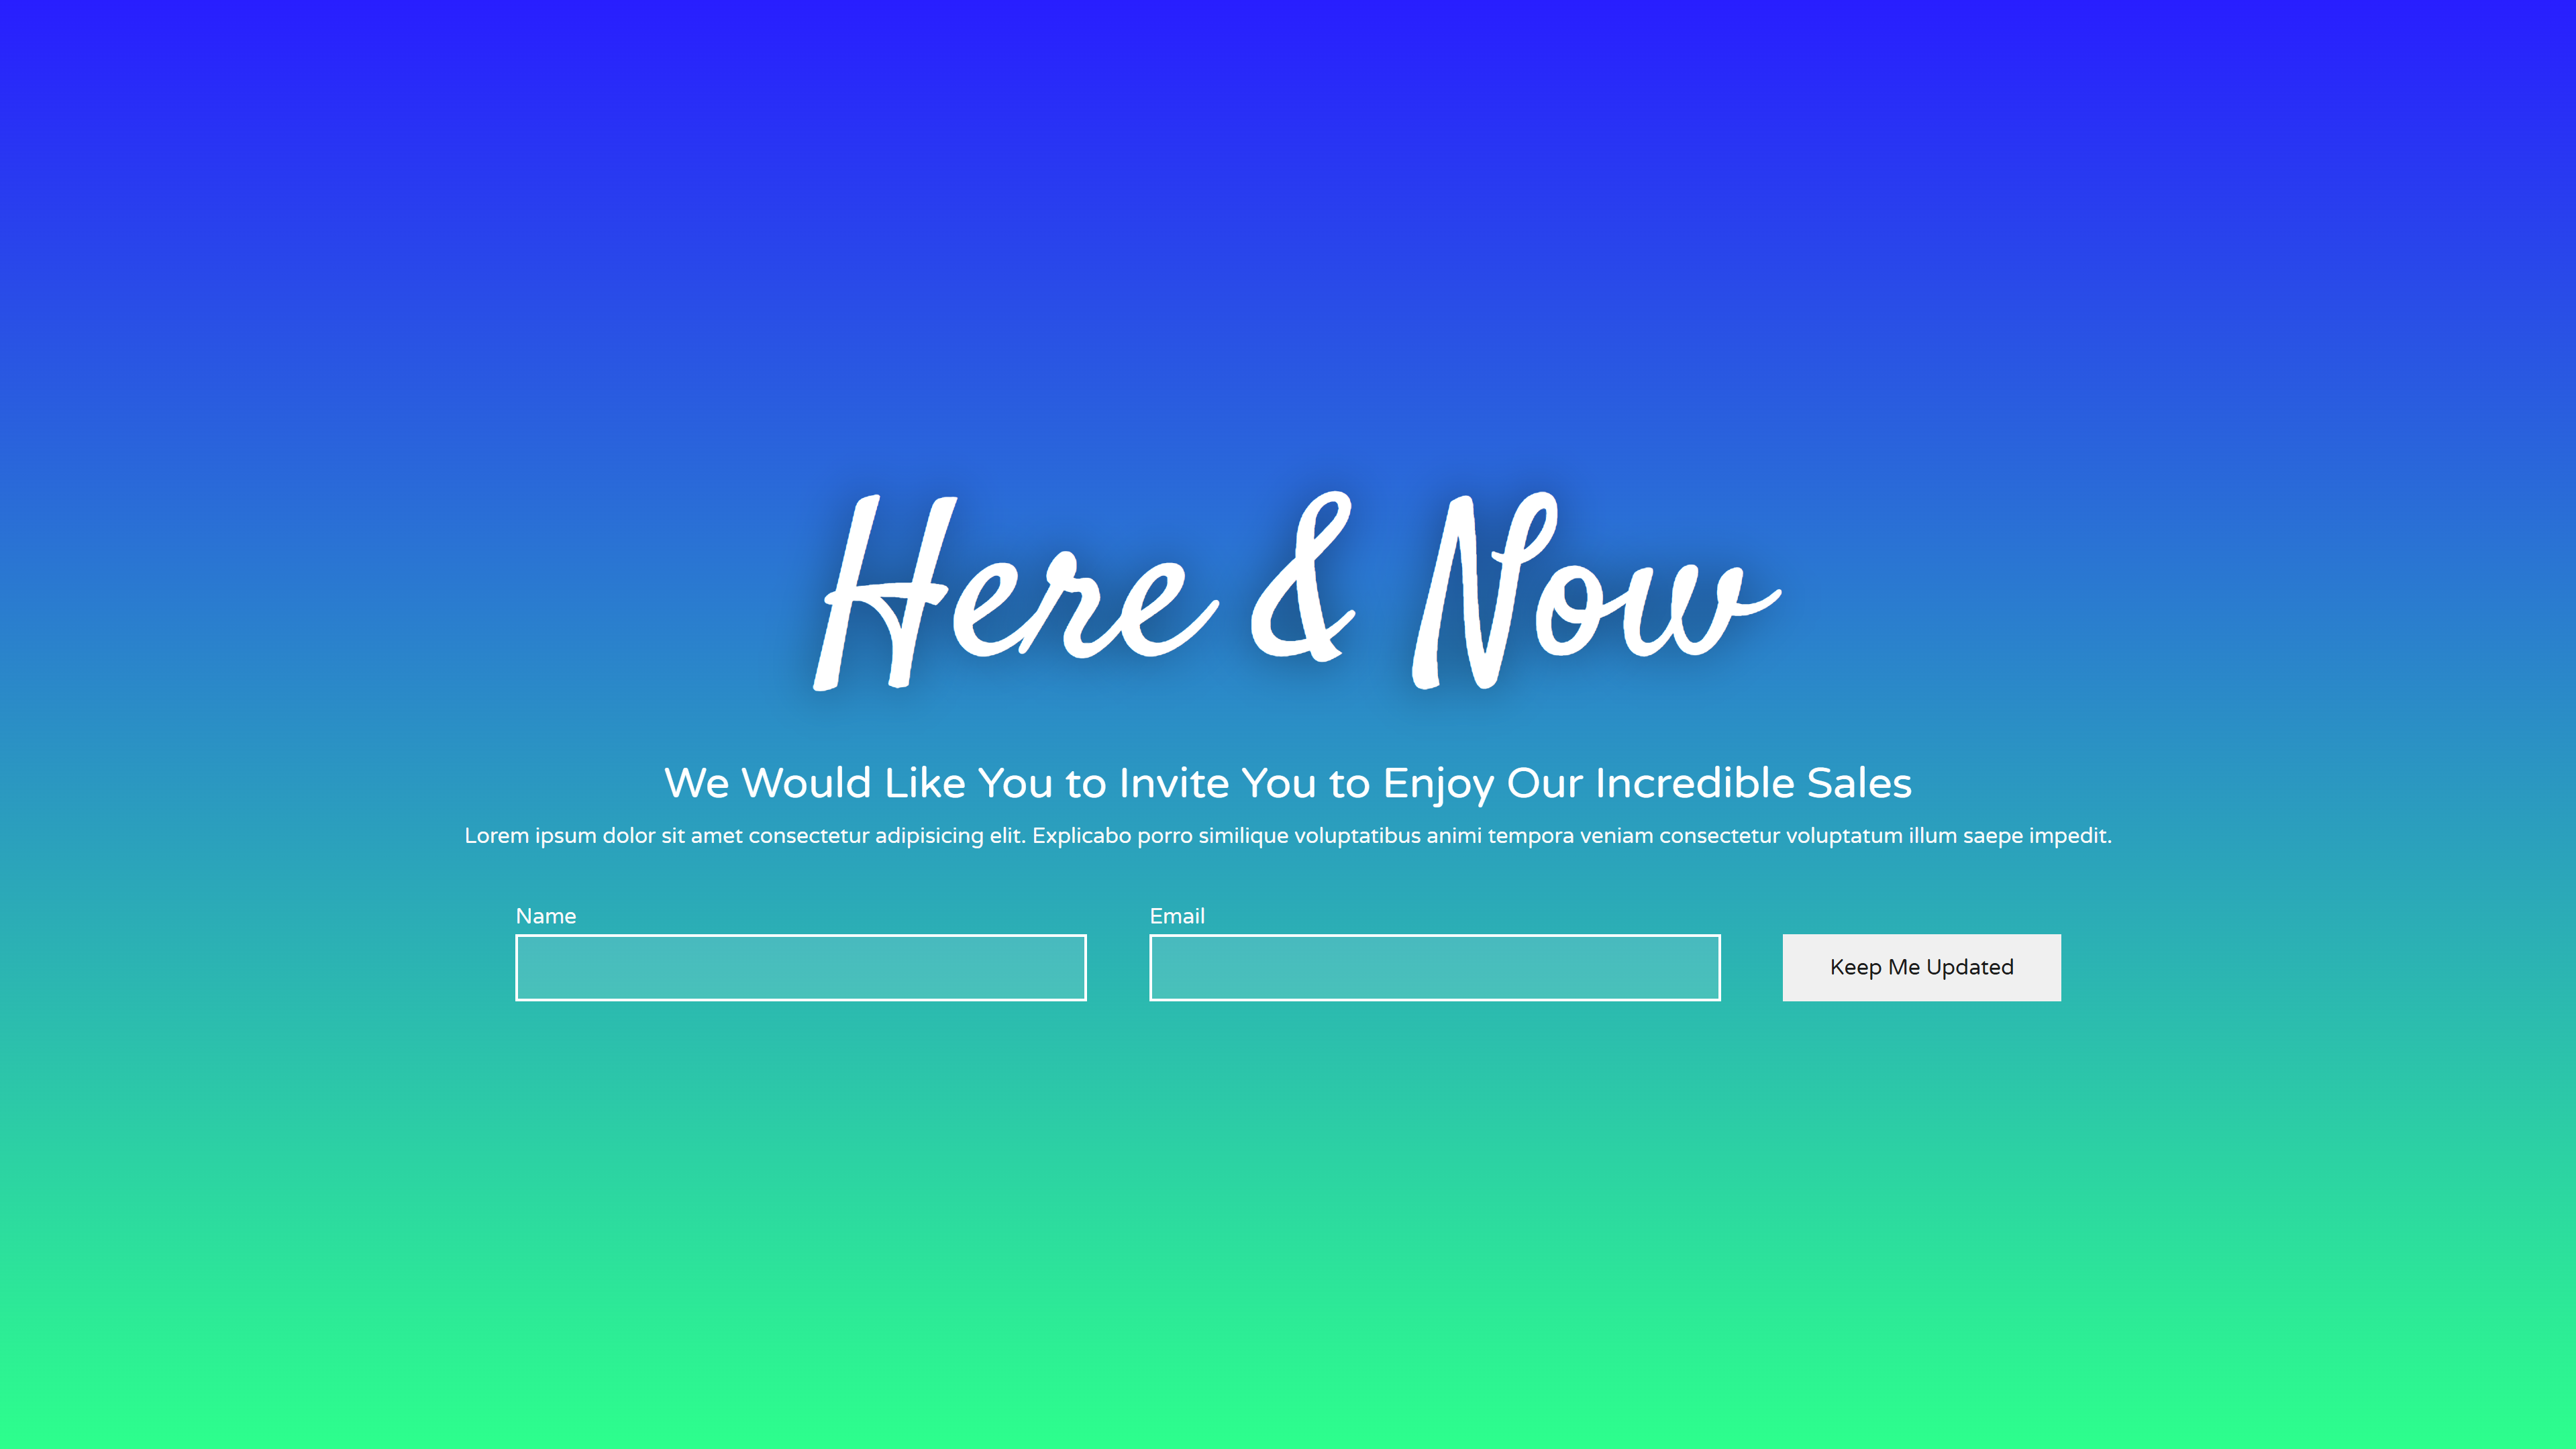 Here & Now
We Would Like You to Invite You to Enjoy Our Incredible Sales
Lorem ipsum dolor sit amet consectetur adipisicing elit. Explicabo porro similique voluptatibus animi tempora veniam consectetur voluptatum illum saepe impedit.
Name Email
Keep Me Updated